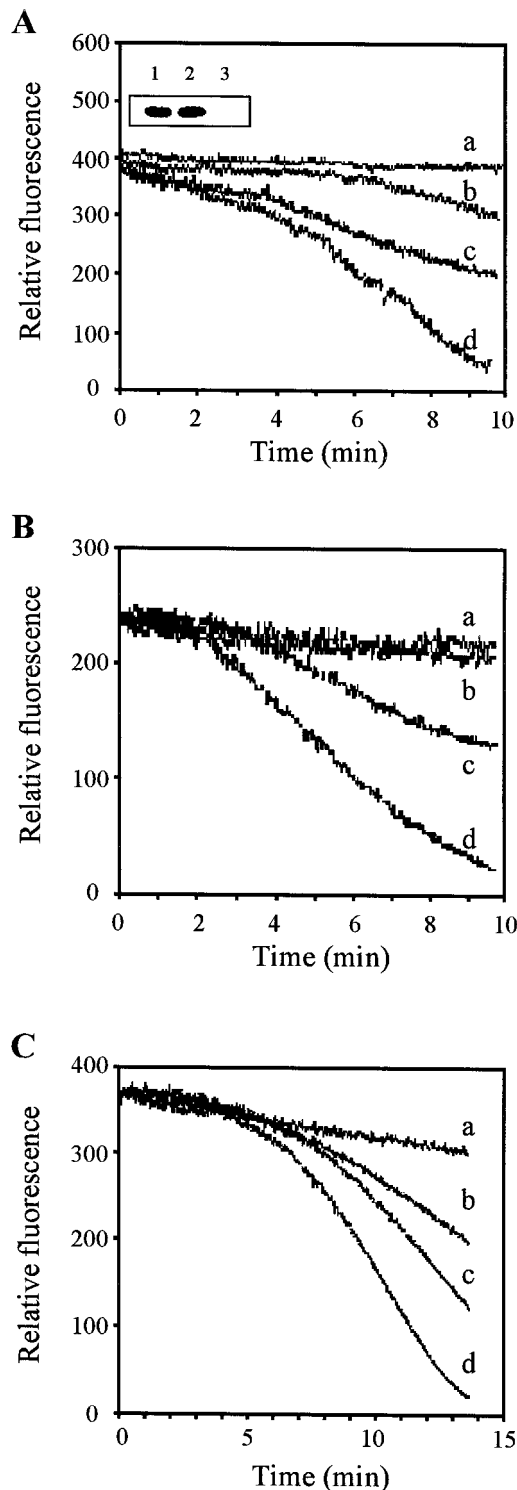 A
600
500
400
300
200
100
0
Relative fluorescence
1 2 3
a
b
c
d
0 2 4 6 8 10
Time (min)
B
300
200
100
0
Relative fluorescence
a
b
c
d
0 2 4 6 8 10
Time (min)
C
400
300
200
100
0
Relative fluorescence
a
b
c
d
0 5 10 15
Time (min)